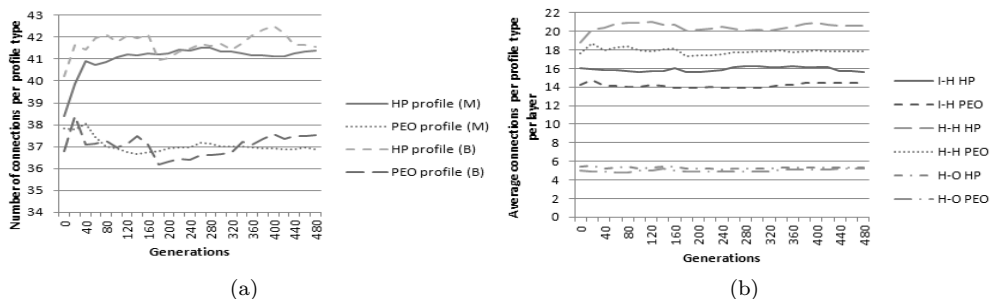 Number of connections per profile type
43
42
41
40
39
38
37
36
35
34
0
40
80
120
160
200
240
280
320
360
400
440
480
Generations
HP profile (M)
PEO profile (M)
HP profile (B)
PEO profile (B)
(a)
Average connections per profile type
per layer
22
20
18
16
14
12
10
8
6
4
2
0
0
40
80
120
160
200
240
280
320
360
400
440
480
Generations
I-H HP
I-H PEO
H-H HP
H-H PEO
H-O HP
H-O PEO
(b)